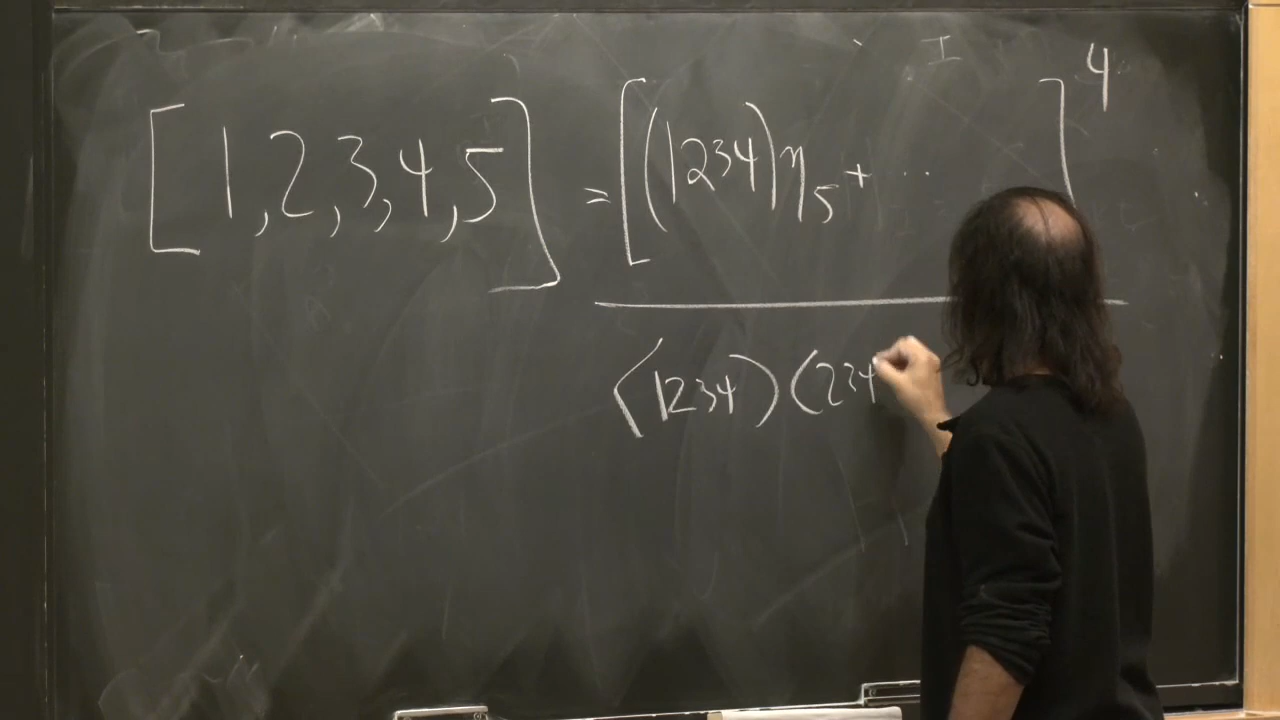 [1,2,3,4,5] = [(1234)η₅ + ... ]⁴
⟨1234⟩(234